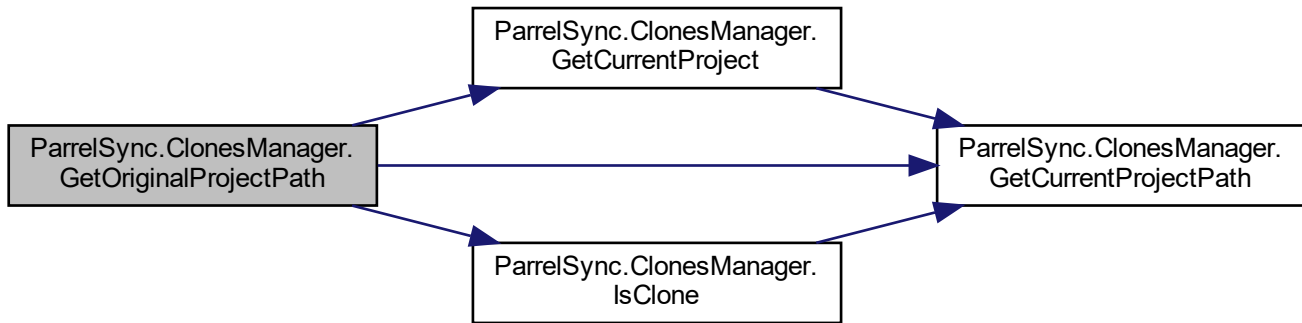 ParrelSync.ClonesManager.
GetOriginalProjectPath
ParrelSync.ClonesManager.
GetCurrentProject
ParrelSync.ClonesManager.
IsClone
ParrelSync.ClonesManager.
GetCurrentProjectPath